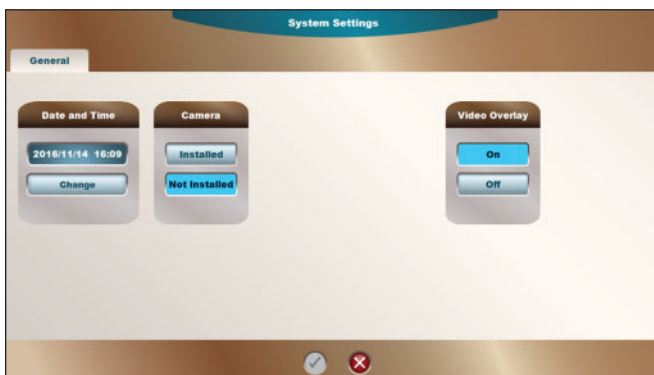 System Settings
General
Date and Time
2016/11/14 16:09
Change
Camera
Installed
Not Installed
Video Overlay
On
Off